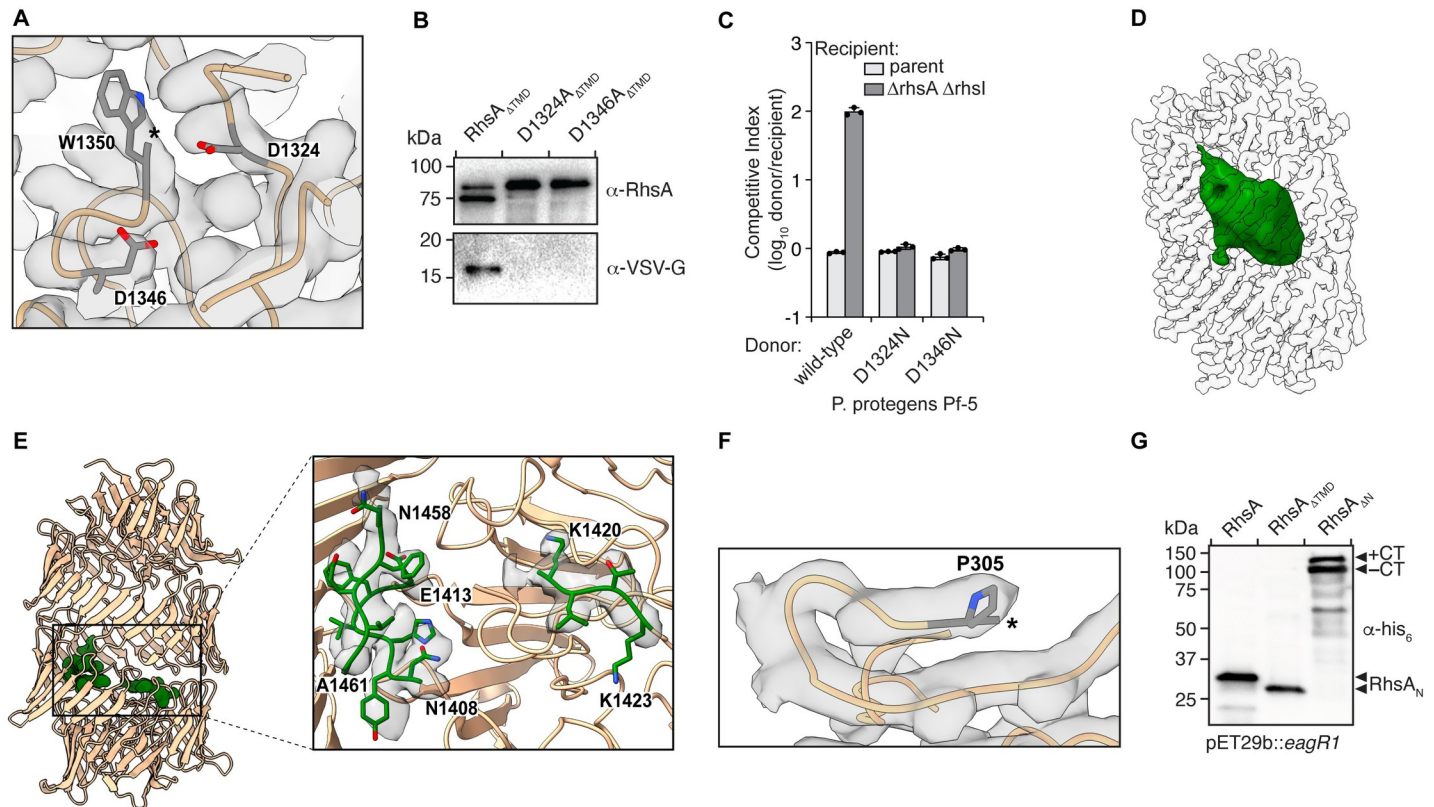 A
W1350
*
D1324
D1346
B
RhsAΔTMD
D1324AΔTMD
D1346AΔTMD
kDa
100
75
α-RhsA
20
15
α-VSV-G
C
Competitive Index
(log10 donor/recipient)
3
2
1
0
-1
Recipient:
parent
ΔrhsA ΔrhsI
Donor:
wild-type
D1324N
D1346N
P. protegens Pf-5
D
E
N1458
K1420
E1413
A1461
N1408
K1423
F
P305
*
G
RhsA
RhsAΔTMD
RhsAΔN
kDa
150
100
75
50
37
25
+CT
–CT
α-his6
RhsAN
pET29b::eagR1